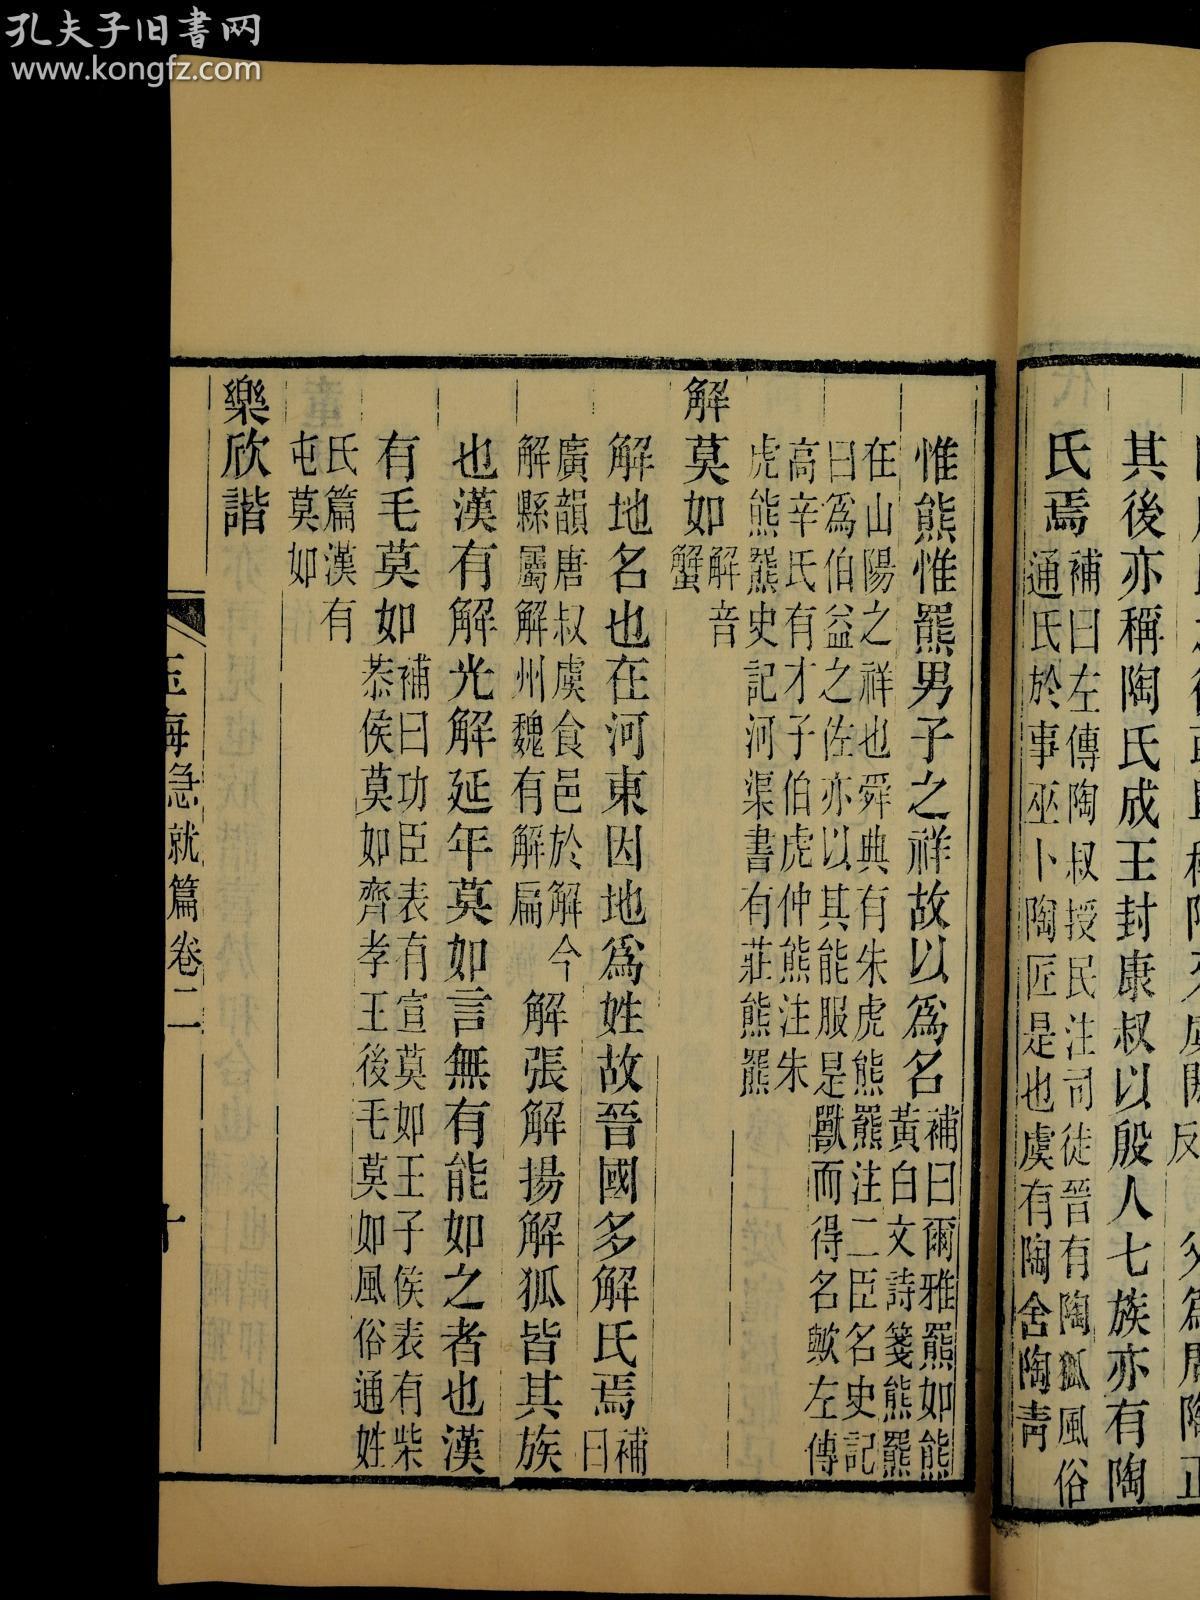 孔夫子旧書网
www.kongfz.com
其後亦稱陶氏成王封康叔以殷人七族亦有陶
氏焉
補曰左傳陶叔授民注司徒晉有陶狐風俗
通氏於事巫卜陶匠是也虞有陶舍陶青
惟熊惟羆男子之祥故以爲名
補曰爾雅羆如熊
黃白文詩箋熊羆
在山陽之祥也舜典有朱虎熊羆注二臣名史記
曰爲伯益之佐亦以其能服是獸而得名歟左傳
高辛氏有才子伯虎仲熊注朱
虎熊羆史記河渠書有莊熊羆
解莫如
解音
蟹
解地名也在河東因地爲姓故晉國多解氏焉
補
曰
廣韻唐叔虞食邑於解今
解縣屬解州魏有解扁
解張解揚解狐皆其族
也漢有解光解延年莫如言無有能如之者也漢
有毛莫如
補曰功臣表有宣莫如王子侯表有柴
恭侯莫如齊孝王後毛莫如風俗通姓
氏篇漢有
屯莫如
樂欣諧
玉海急就篇卷二
十